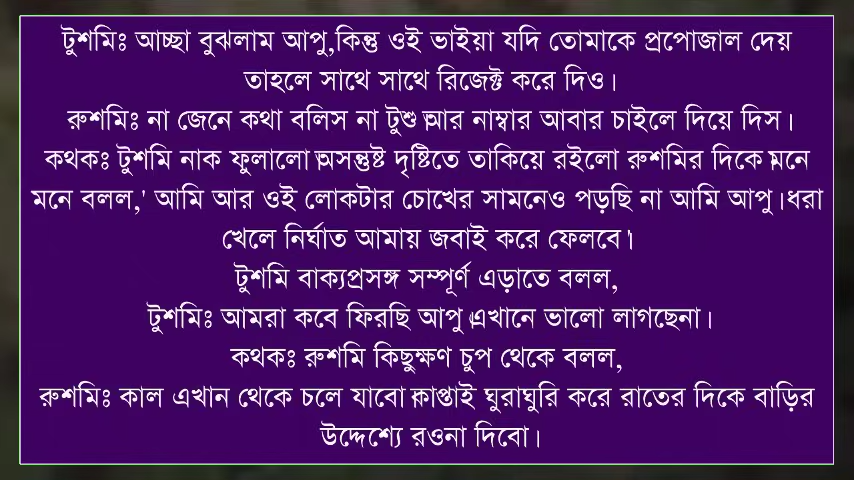 টুশমিঃ আচ্ছা বুঝলাম আপু,কিন্তু ওই ভাইয়া যদি তোমাকে প্রপোজাল দেয়
তাহলে সাথে সাথে রিজেক্ট করে দিও।
রুশমিঃ না জেনে কথা বলিস না টুশু।আর নাম্বার আবার চাইলে দিয়ে দিস।
কথকঃ টুশমি নাক ফুলালো।অসন্তুষ্ট দৃষ্টিতে তাকিয়ে রইলো রুশমির দিকে।মনে
মনে বলল,' আমি আর ওই লোকটার চোখের সামনেও পড়ছি না আমি আপু।ধরা
খেলে নির্ঘাত আমায় জবাই করে ফেলবে।'
টুশমি বাক্যপ্রসঙ্গ সম্পূর্ণ এড়াতে বলল,
টুশমিঃ আমরা কবে ফিরছি আপু।এখানে ভালো লাগছেনা।
কথকঃ রুশমি কিছুক্ষণ চুপ থেকে বলল,
রুশমিঃ কাল এখান থেকে চলে যাবো।কাপ্তাই ঘুরাঘুরি করে রাতের দিকে বাড়ির
উদ্দেশ্যে রওনা দিবো।